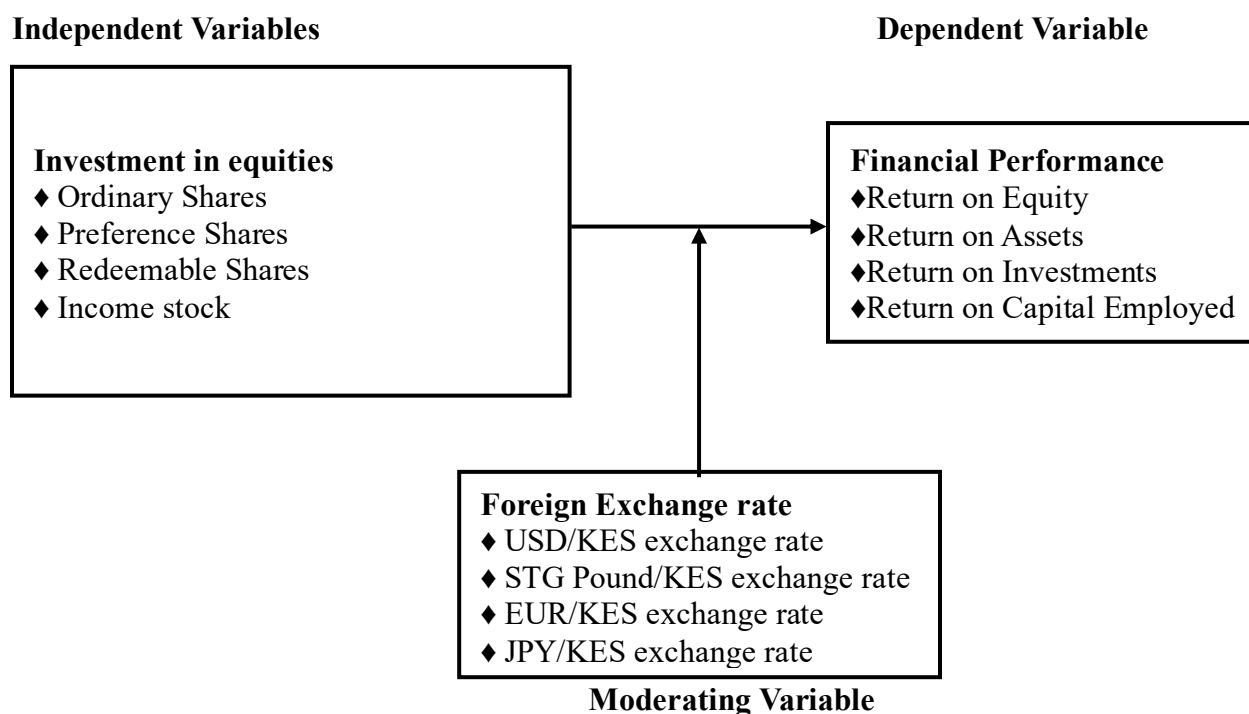 Independent Variables
Dependent Variable
Investment in equities
♦ Ordinary Shares
♦ Preference Shares
♦ Redeemable Shares
♦ Income stock
Financial Performance
♦Return on Equity
♦Return on Assets
♦Return on Investments
♦Return on Capital Employed
Foreign Exchange rate
♦ USD/KES exchange rate
♦ STG Pound/KES exchange rate
♦ EUR/KES exchange rate
♦ JPY/KES exchange rate
Moderating Variable